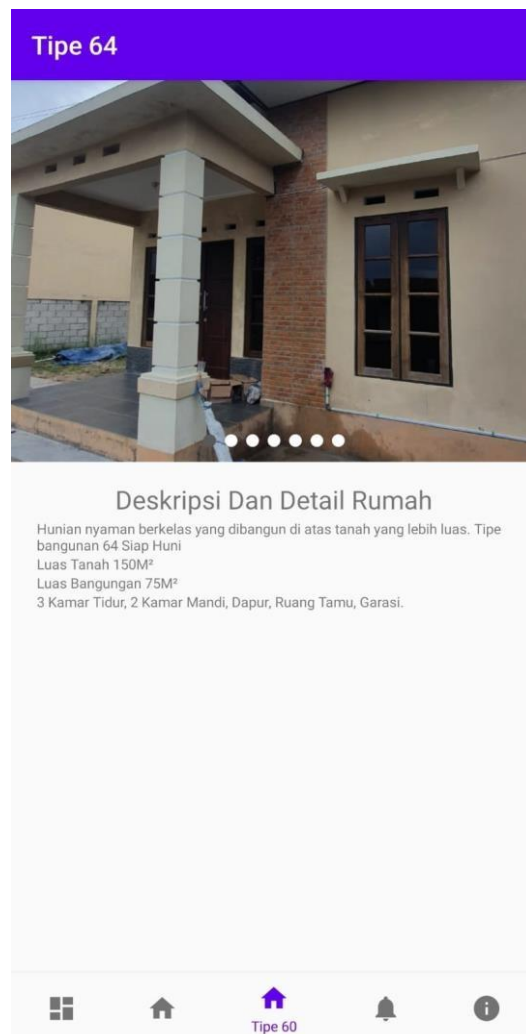 Tipe 64
Deskripsi Dan Detail Rumah
Hunian nyaman berkelas yang dibangun di atas tanah yang lebih luas. Tipe
bangunan 64 Siap Huni
Luas Tanah 150M²
Luas Bangungan 75M²
3 Kamar Tidur, 2 Kamar Mandi, Dapur, Ruang Tamu, Garasi.
Tipe 60